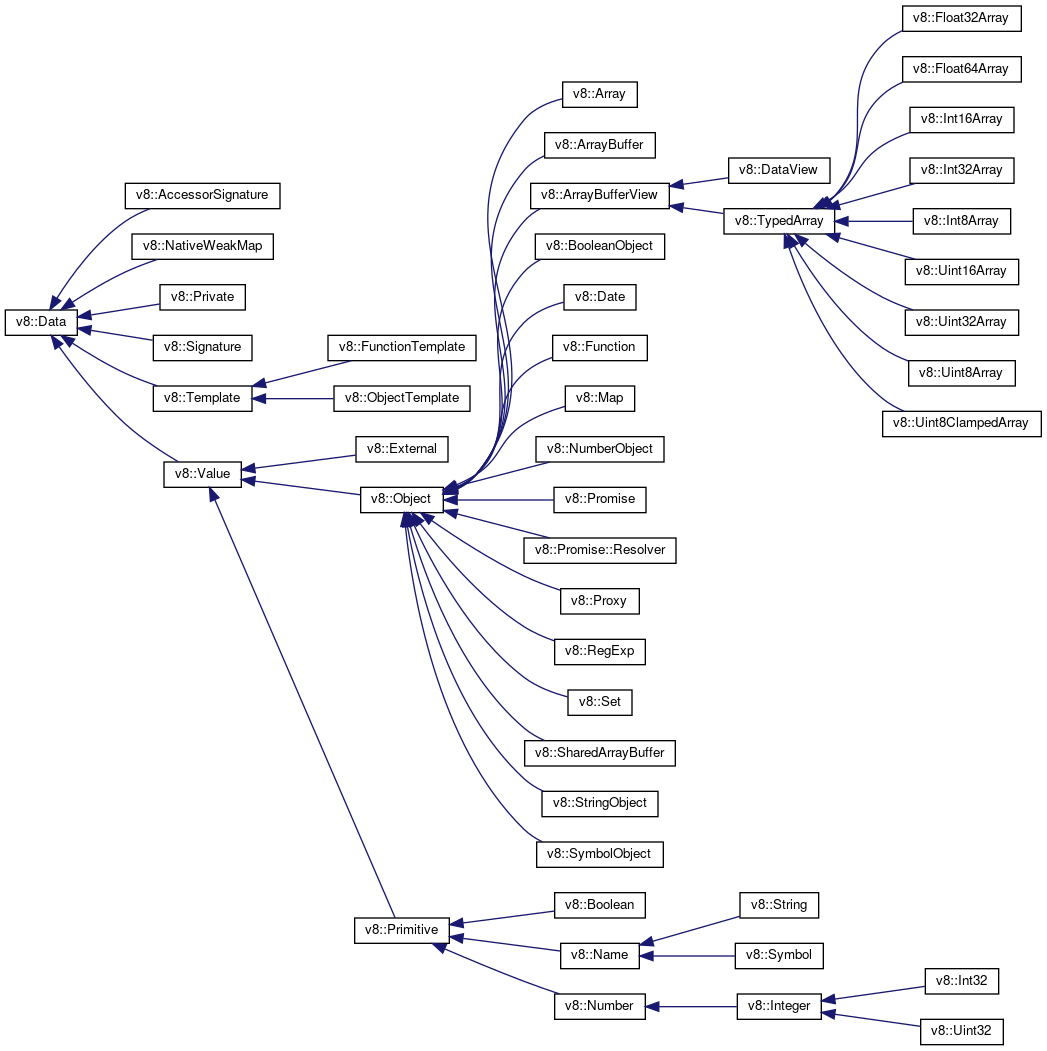 v8::Float32Array
v8::Float64Array
v8::Array
v8::Int16Array
v8::ArrayBuffer
v8::DataView
v8::Int32Array
v8::AccessorSignature
v8::ArrayBufferView
v8::TypedArray
v8::Int8Array
v8::NativeWeakMap
v8::BooleanObject
v8::Uint16Array
v8::Private
v8::Date
v8::Data
v8::Uint32Array
v8::Signature
v8::FunctionTemplate
v8::Function
v8::Uint8Array
v8::Template
v8::ObjectTemplate
v8::Map
v8::Uint8ClampedArray
v8::External
v8::NumberObject
v8::Value
v8::Object
v8::Promise
v8::Promise::Resolver
v8::Proxy
v8::RegExp
v8::Set
v8::SharedArrayBuffer
v8::StringObject
v8::SymbolObject
v8::Boolean
v8::String
v8::Primitive
v8::Name
v8::Symbol
v8::Int32
v8::Number
v8::Integer
v8::Uint32